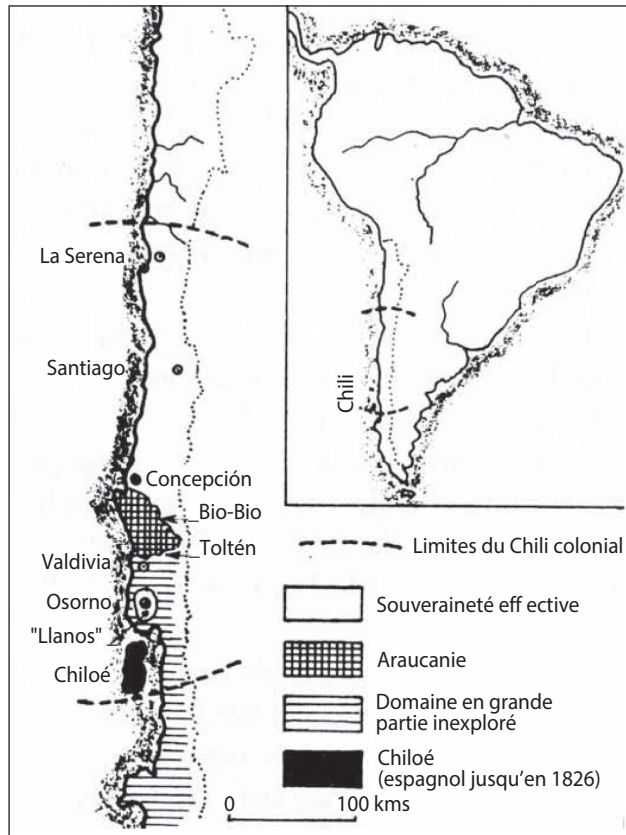 La Serena
Santiago
Concepción
Bio-Bio
Toltén
Valdivia
Osorno
"Llanos"
Chiloé
Chili
Limites du Chili colonial
Souveraineté eff ective
Araucanie
Domaine en grande
partie inexploré
Chiloé
(espagnol jusqu'en 1826)
0 100 kms